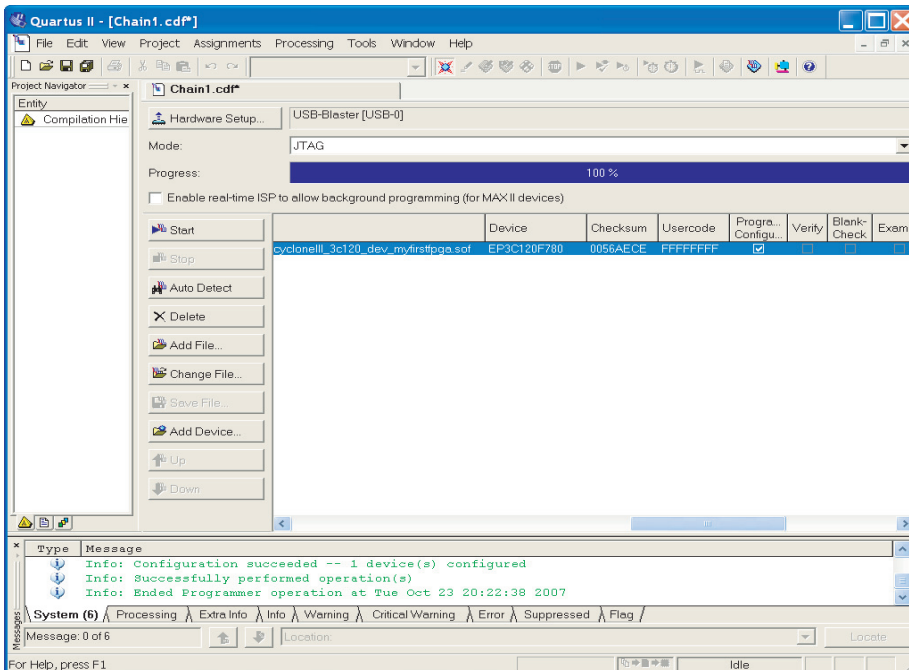 Quartus II - [Chain1.cdf*]
File Edit View Project Assignments Processing Tools Window Help
Project Navigator
Chain1.cdf*
Entity
Compilation Hie
Hardware Setup... USB-Blaster [USB-0]
Mode: JTAG
Progress: 100 %
Enable real-time ISP to allow background programming (for MAX II devices)
Start
Stop
Auto Detect
Delete
Add File...
Change File...
Save File...
Add Device...
Up
Down
Device Checksum Usercode Progra... Configu... Verify Blank-Check Exam
cycloneIII_3c120_dev_myfirstfpga.sof EP3C120F780 0056AECE FFFFFFFF
Type Message
Info: Configuration succeeded -- 1 device(s) configured
Info: Successfully performed operation(s)
Info: Ended Programmer operation at Tue Oct 23 20:22:38 2007
System (6) Processing Extra Info Info Warning Critical Warning Error Suppressed Flag
Messages
Message: 0 of 6 Location: Locate
For Help, press F1 Idle